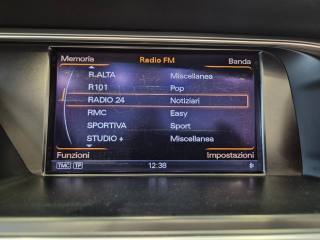 Memoria Radio FM Banda
R.ALTA Miscellanea
R101 Pop
RADIO 24 Notiziari
RMC Easy
SPORTIVA Sport
STUDIO + Miscellanea
Funzioni Impostazioni
TMC TP 12:38